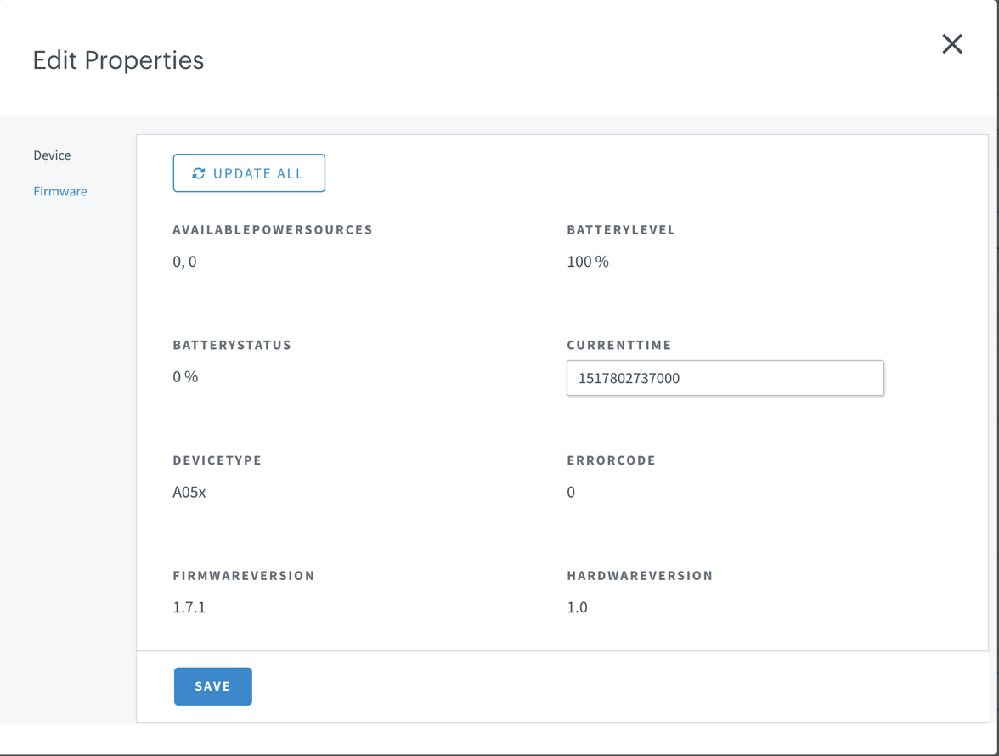 Edit Properties
Device
Firmware
UPDATE ALL
AVAILABLEPOWERSOURCES
0, 0
BATTERYLEVEL
100 %
BATTERYSTATUS
0 %
CURRENTTIME
1517802737000
DEVICETYPE
A05x
ERRORCODE
0
FIRMWAREVERSION
1.7.1
HARDWAREVERSION
1.0
SAVE